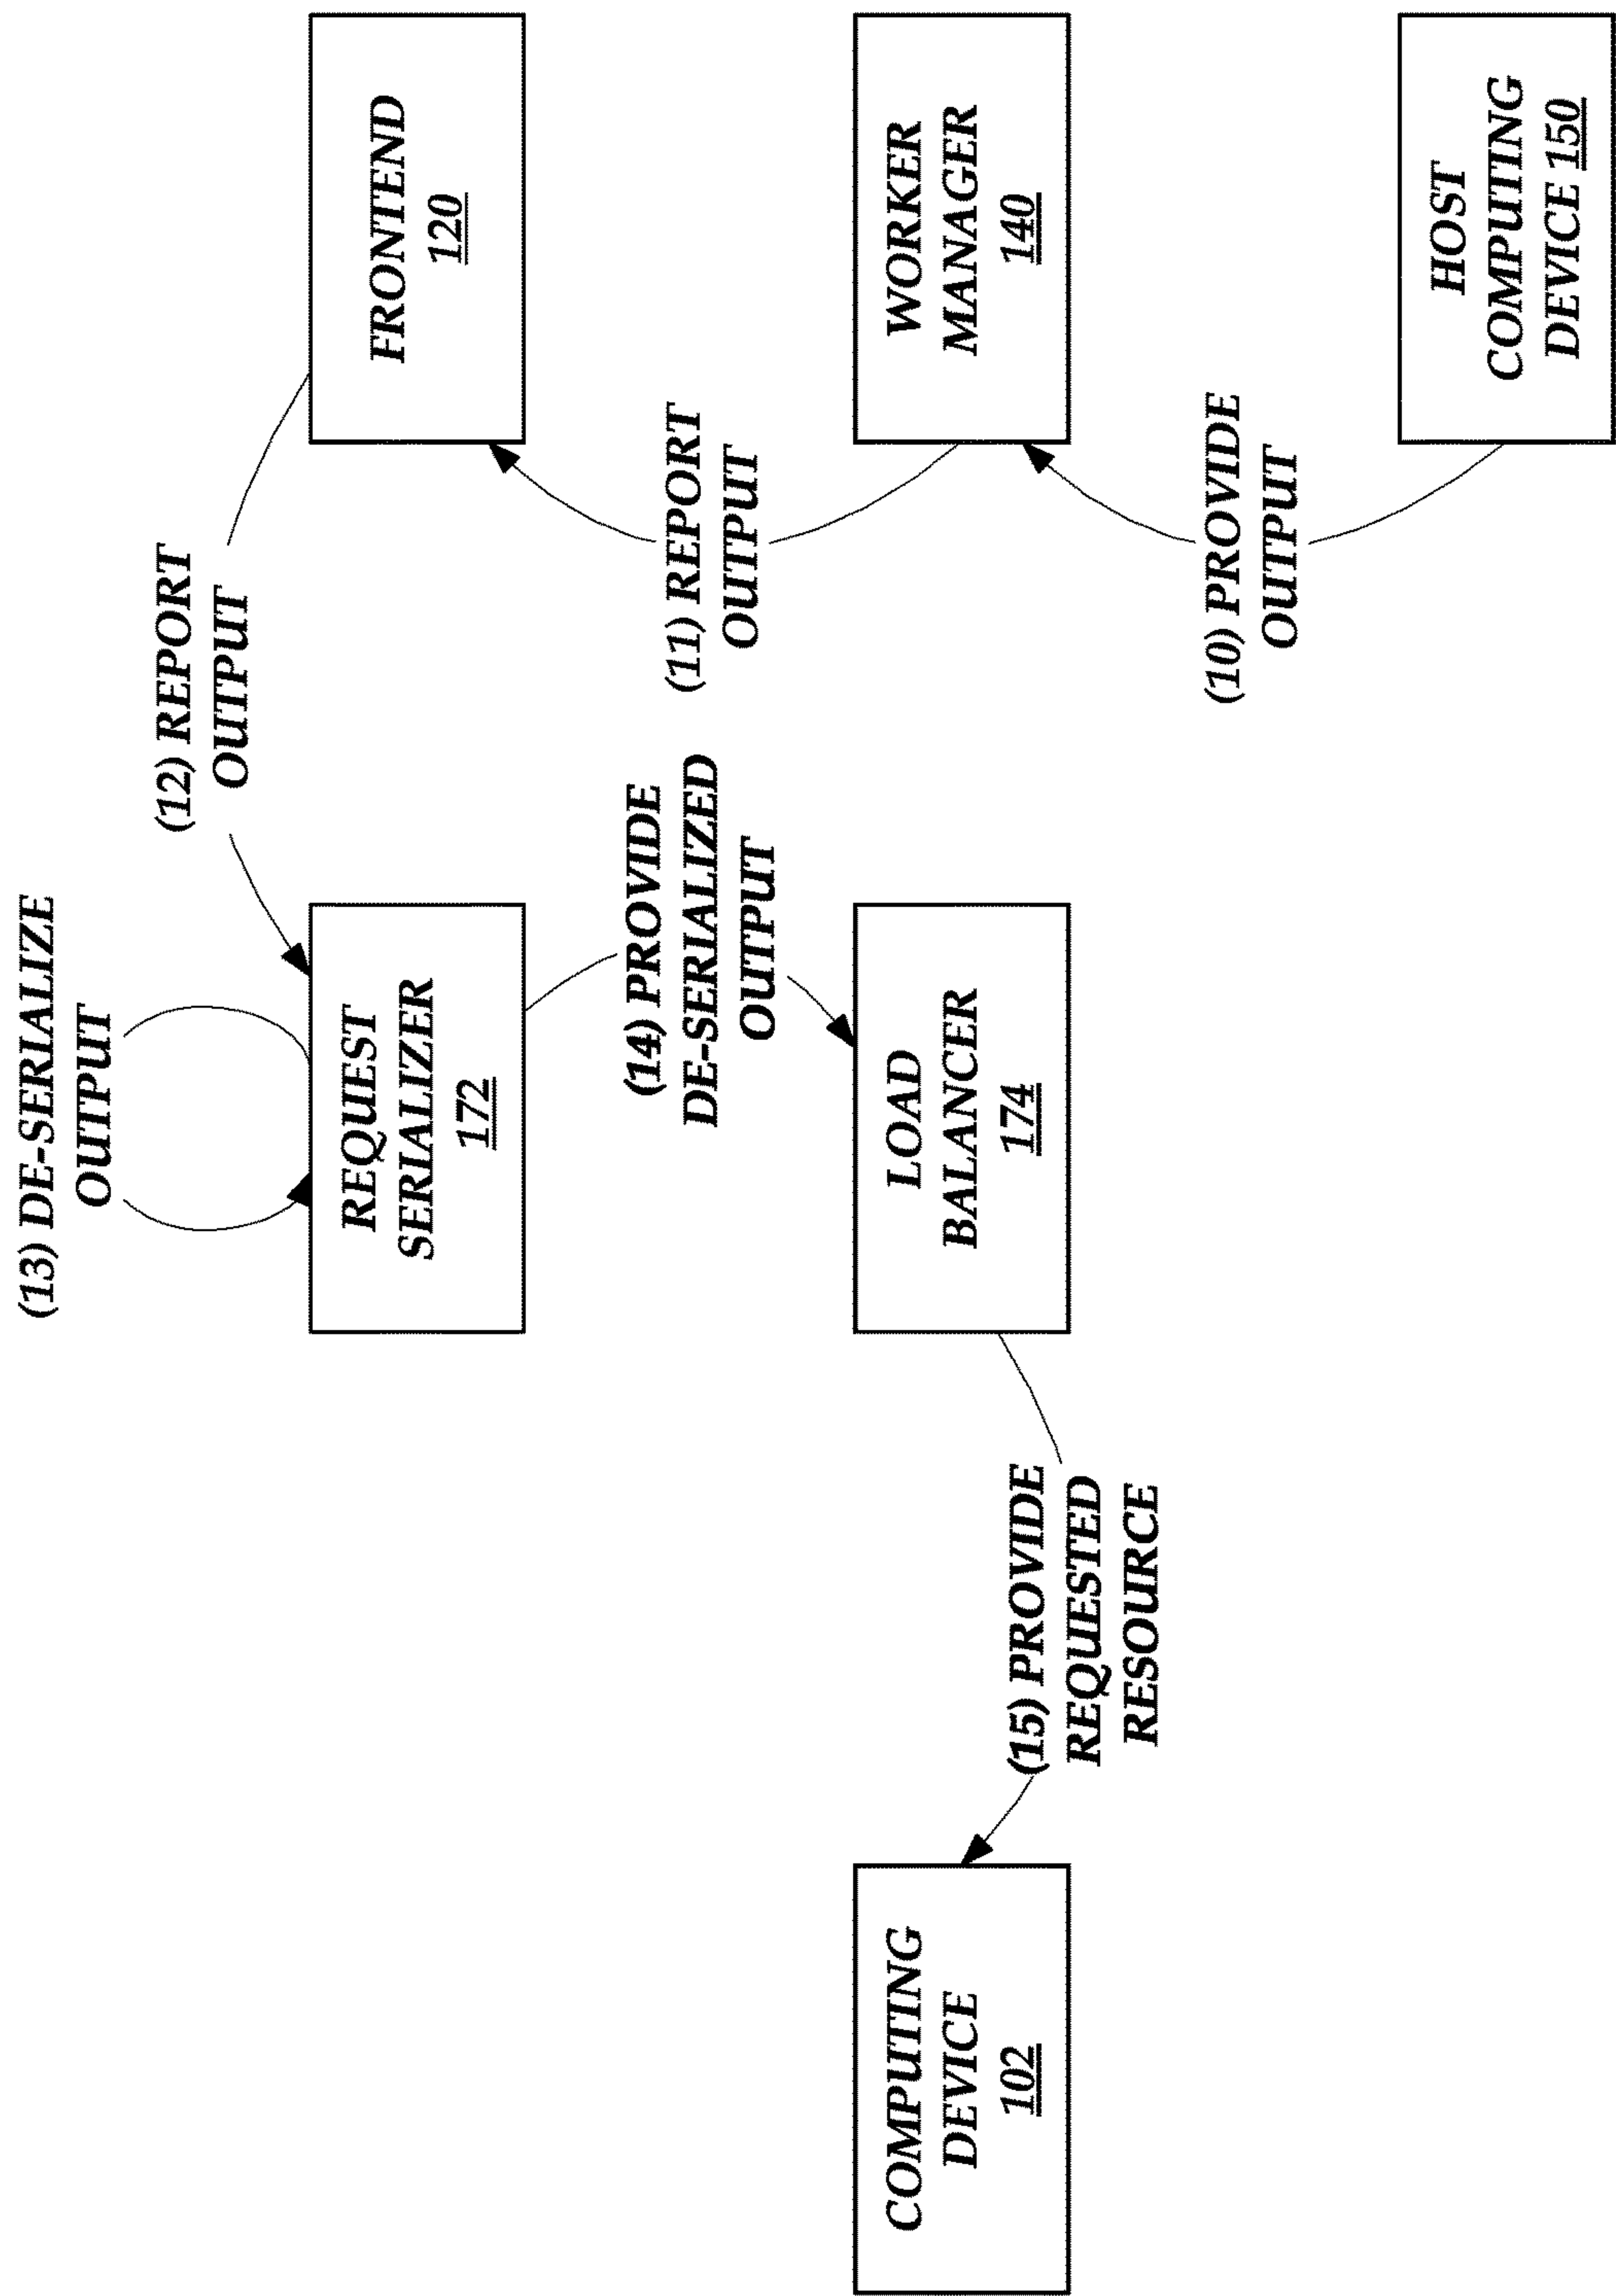 (13) DE-SERIALIZE
OUTPUT
(12) REPORT
OUTPUT
REQUEST
SERIALIZER
172
FRONTEND
120
(14) PROVIDE
DE-SERIALIZED
OUTPUT
(11) REPORT
OUTPUT
COMPUTING
DEVICE
102
LOAD
BALANCER
174
WORKER
MANAGER
140
(15) PROVIDE
REQUESTED
RESOURCE
(10) PROVIDE
OUTPUT
HOST
COMPUTING
DEVICE 150